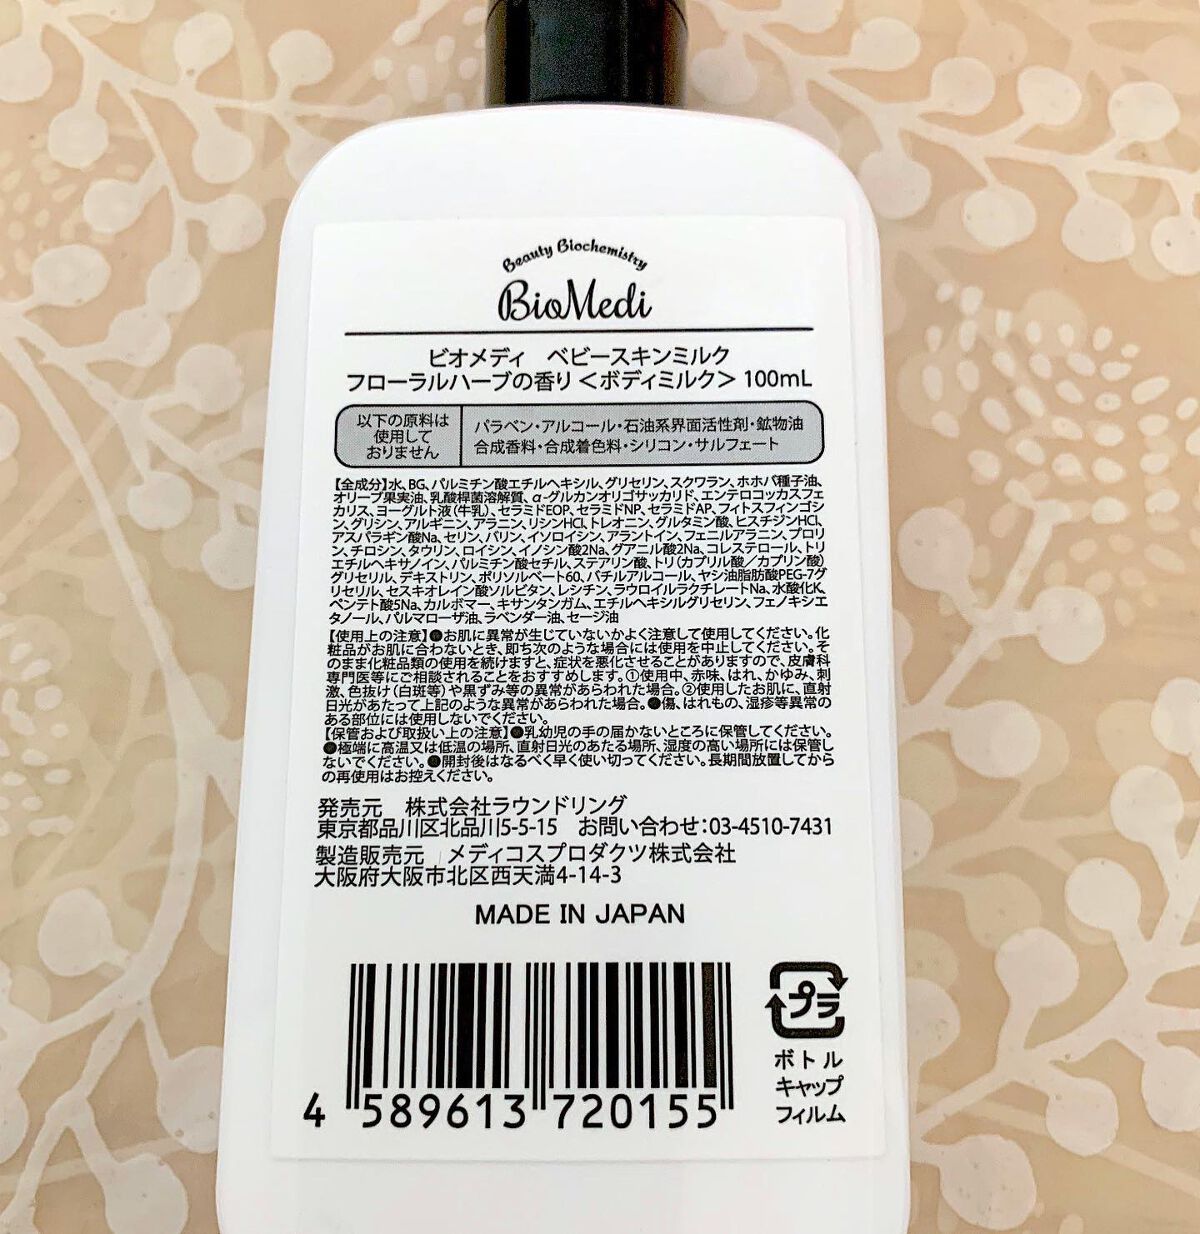 Beauty Biochemistry
BioMedi
ビオメディ　ベビースキンミルク
フローラルハーブの香り＜ボディミルク＞ 100mL
以下の原料は
使用して
おりません
パラベン・アルコール・石油系界面活性剤・鉱物油
合成香料・合成着色料・シリコン・サルフェート
【全成分】水、BG、パルミチン酸エチルヘキシル、グリセリン、スクワラン、ホホバ種子油、
オリーブ果実油、乳酸桿菌溶解質、α-グルカンオリゴサッカリド、エンテロコッカスフェ
カリス、ヨーグルト液（牛乳）、セラミドEOP、セラミドNP、セラミドAP、フィトスフィンゴシ
ン、グリシン、アルギニン、アラニン、リシンHCl、トレオニン、グルタミン酸、ヒスチジンHCl、
アスパラギン酸Na、セリン、バリン、イソロイシン、アラントイン、フェニルアラニン、プロリ
ン、チロシン、タウリン、ロイシン、イノシン酸2Na、グアニル酸2Na、コレステロール、トリ
エチルヘキサノイン、パルミチン酸セチル、ステアリン酸、トリ（カプリル酸／カプリン酸）
グリセリル、デキストリン、ポリソルベート60、バチルアルコール、ヤシ油脂肪酸PEG-7グ
リセリル、セスキオレイン酸ソルビタン、レシチン、ラウロイルラクチレートNa、水酸化K、
ペンテト酸5Na、カルボマー、キサンタンガム、エチルヘキシルグリセリン、フェノキシエ
タノール、パルマローザ油、ラベンダー油、セージ油
【使用上の注意】●お肌に異常が生じていないかよく注意して使用してください。化
粧品がお肌に合わないとき、即ち次のような場合には使用を中止してください。そ
のまま化粧品類の使用を続けますと、症状を悪化させることがありますので、皮膚科
専門医等にご相談されることをおすすめします。①使用中、赤味、はれ、かゆみ、刺
激、色抜け（白斑等）や黒ずみ等の異常があらわれた場合。②使用したお肌に、直射
日光があたって上記のような異常があらわれた場合。●傷、はれもの、湿疹等異常の
ある部位には使用しないでください。
【保管および取扱い上の注意】●乳幼児の手の届かないところに保管してください。
●極端に高温又は低温の場所、直射日光のあたる場所、湿度の高い場所には保管し
ないでください。●開封後はなるべく早く使い切ってください。長期間放置してから
の再使用はお控えください。
発売元　株式会社ラウンドリング
東京都品川区北品川5-5-15　お問い合わせ：03-4510-7431
製造販売元　メディコスプロダクツ株式会社
大阪府大阪市北区西天満4-14-3
MADE IN JAPAN
4 589613 720155
プラ
ボトル
キャップ
フィルム